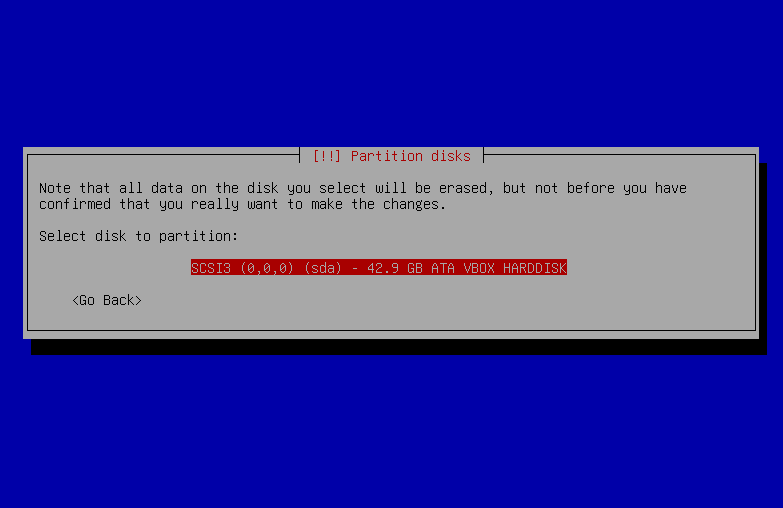 [!!] Partition disks
Note that all data on the disk you select will be erased, but not before you have
confirmed that you really want to make the changes.
Select disk to partition:
SCSI3 (0,0,0) (sda) - 42.9 GB ATA VBOX HARDDISK
<Go Back>